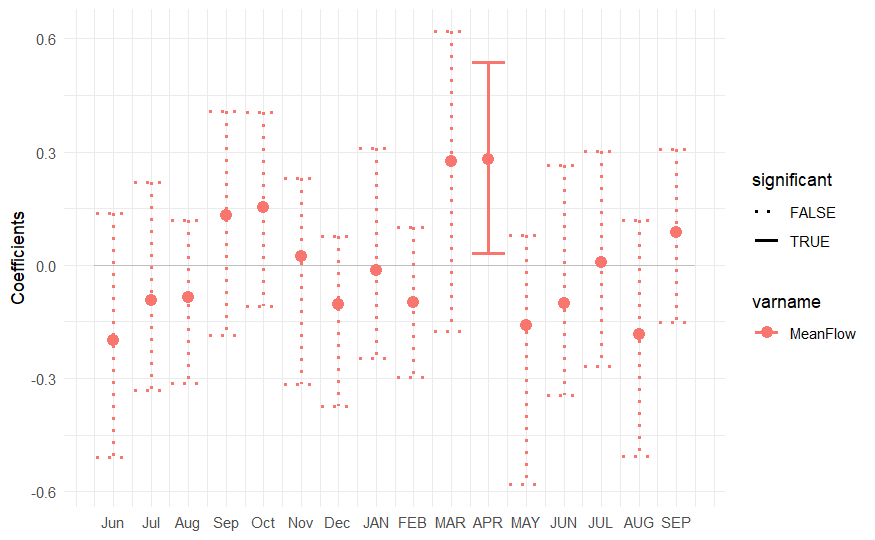 Coefficients
0.6
0.3
0.0
-0.3
-0.6
Jun Jul Aug Sep Oct Nov Dec JAN FEB MAR APR MAY JUN JUL AUG SEP
significant
FALSE
TRUE
varname
MeanFlow